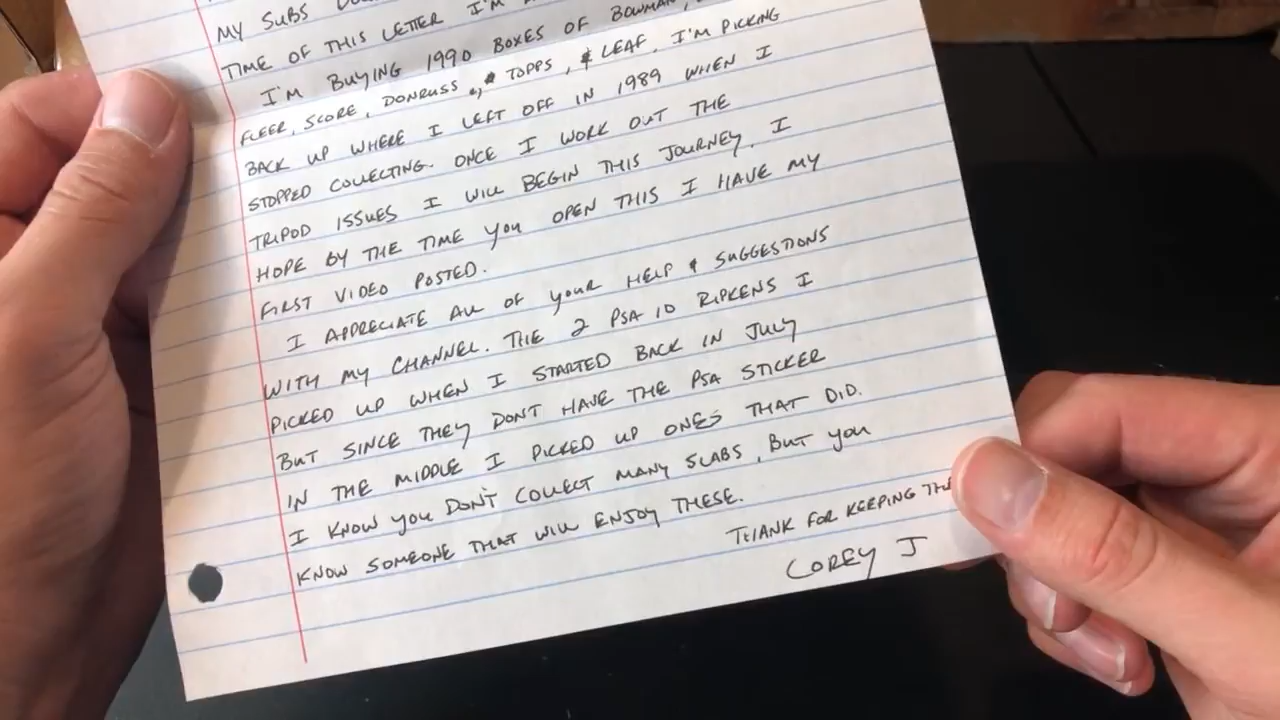 MY SUBS
TIME OF THIS LETTER I'M
I'M BUYING 1990 BOXES OF BOWMAN,
FLEER, SCORE, DONRUSS, TOPPS, & LEAF. I'M PICKING
BACK UP WHERE I LEFT OFF IN 1989 WHEN I
STOPPED COLLECTING. ONCE I WORK OUT THE
TRIPOD ISSUES I WILL BEGIN THIS JOURNEY. I
HOPE BY THE TIME YOU OPEN THIS I HAVE MY
FIRST VIDEO POSTED.
I APPRECIATE ALL OF YOUR HELP & SUGGESTIONS
WITH MY CHANNEL. THE 2 PSA 10 RIPKENS I
PICKED UP WHEN I STARTED BACK IN JULY
BUT SINCE THEY DON'T HAVE THE PSA STICKER
IN THE MIDDLE I PICKED UP ONES THAT DID.
I KNOW YOU DON'T COLLECT MANY SLABS, BUT YOU
KNOW SOMEONE THAT WILL ENJOY THESE.
THANK FOR KEEPING THE
COREY J